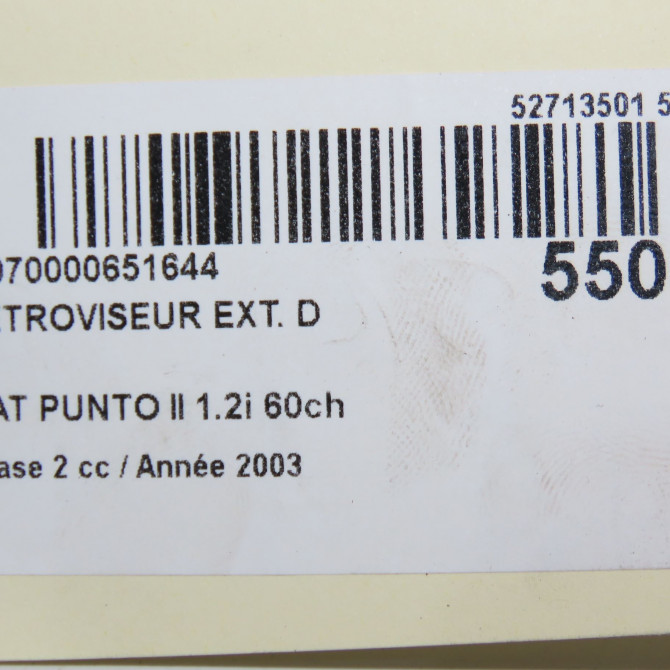 52713501 5
070000651644
550
ETROVISEUR EXT. D
AT PUNTO II 1.2i 60ch
ase 2 cc / Année 2003